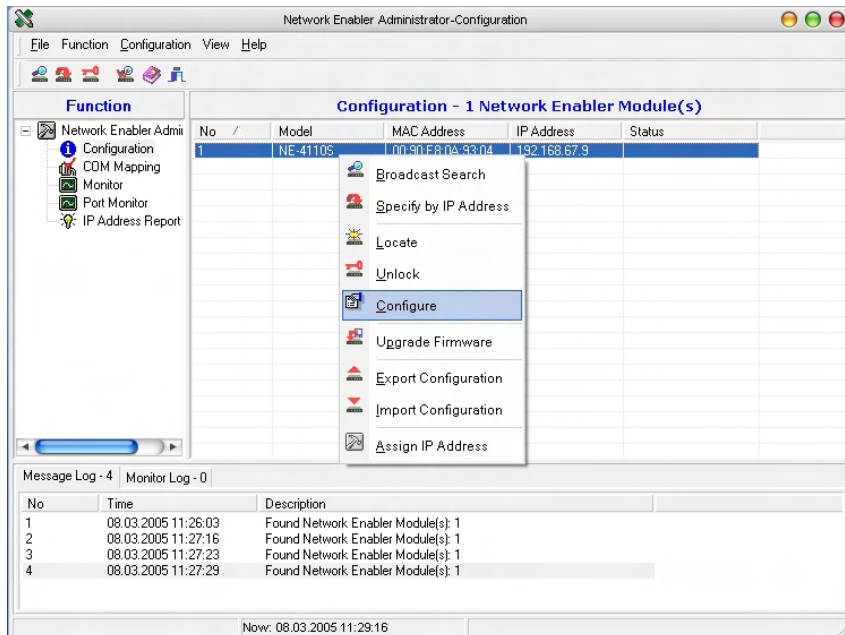 Network Enabler Administrator-Configuration
File Function Configuration View Help
Function
Configuration - 1 Network Enabler Module(s)
Network Enabler Admii
Configuration
COM Mapping
Monitor
Port Monitor
IP Address Report
No Model MAC Address IP Address Status
1 NE-4110S 00:90:E8:0A:93:04 192.168.67.9
Broadcast Search
Specify by IP Address
Locate
Unlock
Configure
Upgrade Firmware
Export Configuration
Import Configuration
Assign IP Address
Message Log - 4 Monitor Log - 0
No Time Description
1 08.03.2005 11:26:03 Found Network Enabler Module(s): 1
2 08.03.2005 11:27:16 Found Network Enabler Module(s): 1
3 08.03.2005 11:27:23 Found Network Enabler Module(s): 1
4 08.03.2005 11:27:29 Found Network Enabler Module(s): 1
Now: 08.03.2005 11:29:16